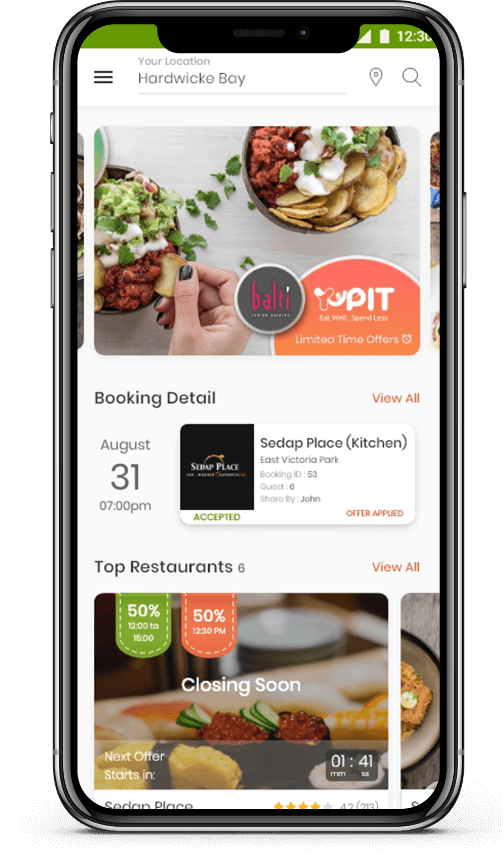 12:30
Your Location
Hardwicke Bay
balti
YuPIT
Eat Well. Spend Less
Limited Time Offers
Booking Detail
View All
August
31
07:00pm
SEDAP PLACE
ACCEPTED
Sedap Place (Kitchen)
East Victoria Park
Booking ID : 53
Guest : 6
Share By : John
OFFER APPLIED
Top Restaurants 6
View All
50%
12:00 to
15:00
50%
12:30 PM
Closing Soon
Next Offer
Starts in:
01 : 41
mm ss
Sedap Place
4.2 (213)